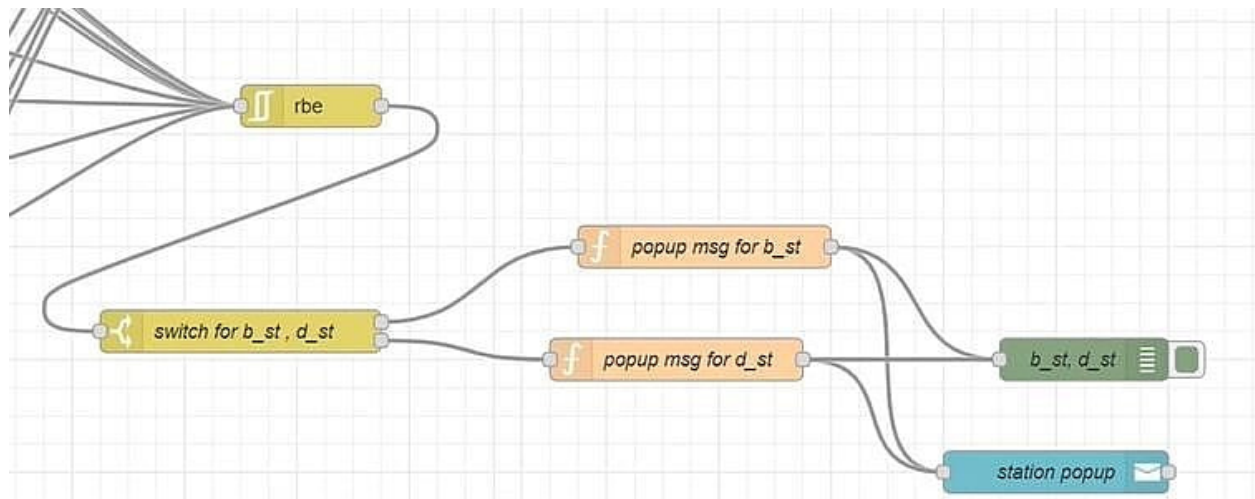 rbe
popup msg for b_st
switch for b_st , d_st
popup msg for d_st
b_st, d_st
station popup